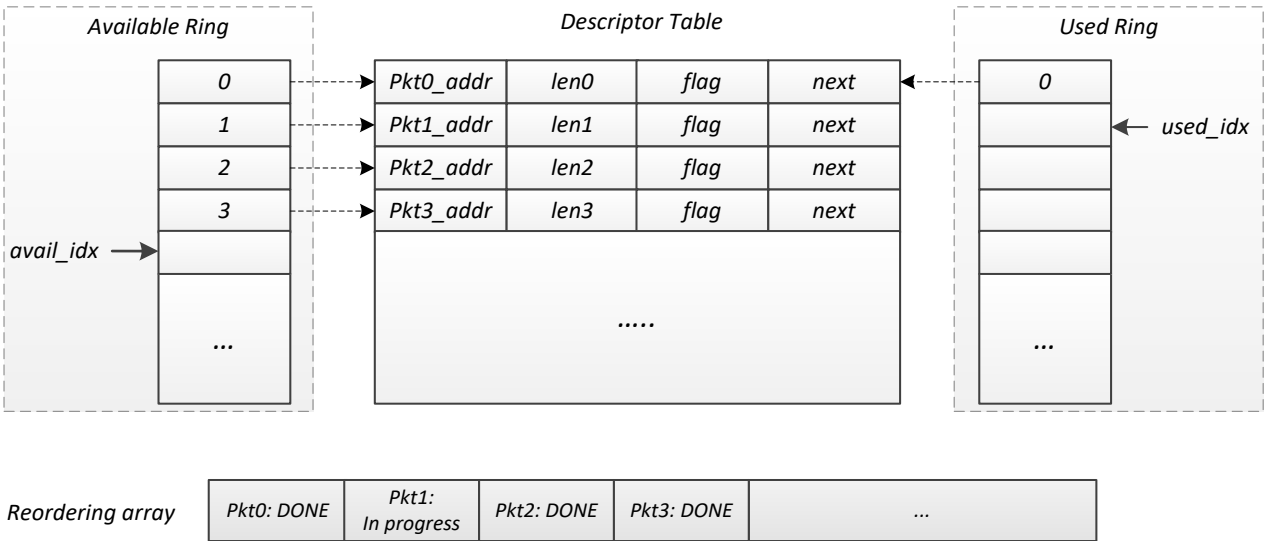 Available Ring
Descriptor Table
Used Ring
0 Pkt0_addr len0 flag next 0
1 Pkt1_addr len1 flag next used_idx
2 Pkt2_addr len2 flag next
3 Pkt3_addr len3 flag next
avail_idx
... ..... ...
Reordering array
Pkt0: DONE
Pkt1:
In progress
Pkt2: DONE
Pkt3: DONE
...